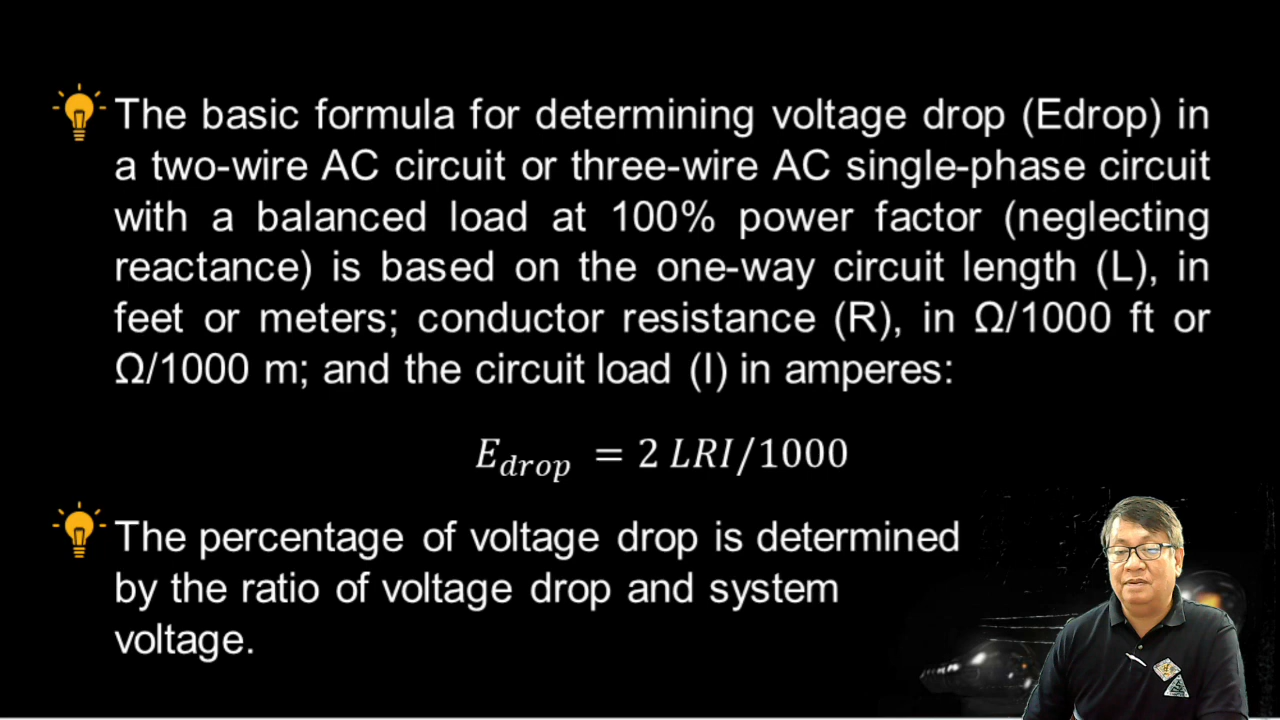 The basic formula for determining voltage drop (Edrop) in
a two-wire AC circuit or three-wire AC single-phase circuit
with a balanced load at 100% power factor (neglecting
reactance) is based on the one-way circuit length (L), in
feet or meters; conductor resistance (R), in Ω/1000 ft or
Ω/1000 m; and the circuit load (I) in amperes:
E_drop = 2 LRI/1000
The percentage of voltage drop is determined
by the ratio of voltage drop and system
voltage.